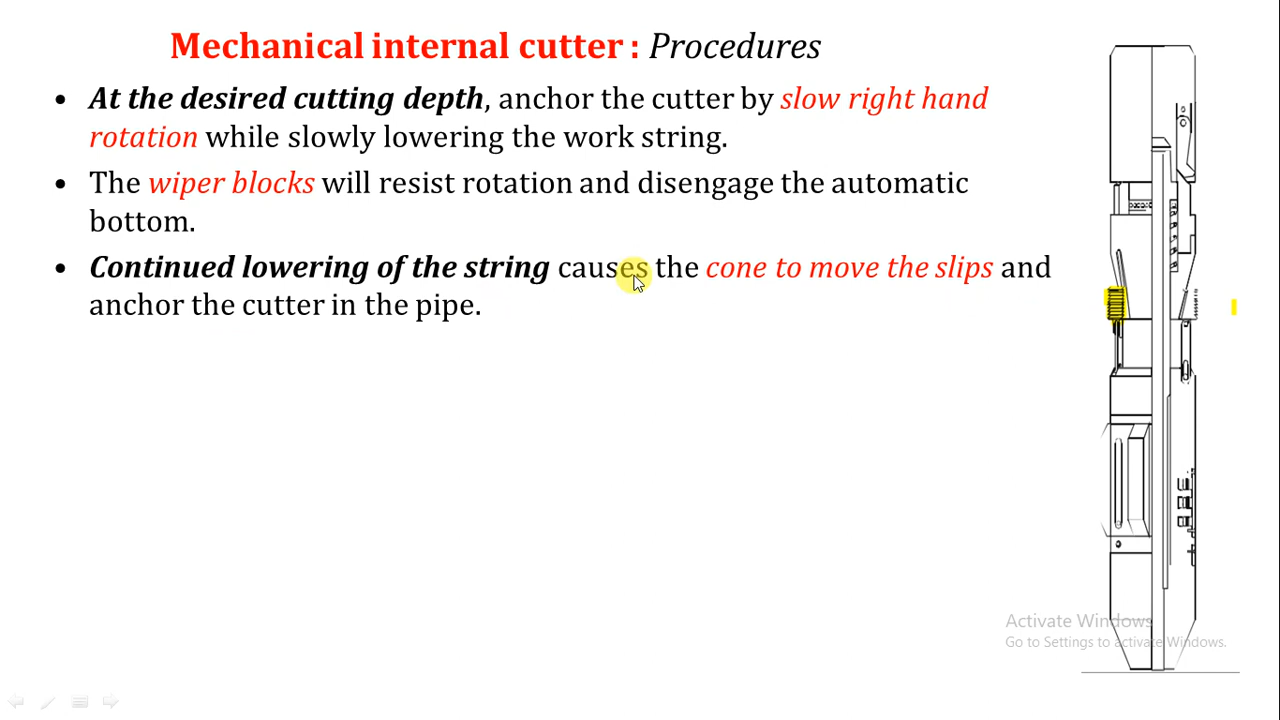 Mechanical internal cutter : Procedures
• At the desired cutting depth, anchor the cutter by slow right hand
rotation while slowly lowering the work string.
• The wiper blocks will resist rotation and disengage the automatic
bottom.
• Continued lowering of the string causes the cone to move the slips and
anchor the cutter in the pipe.
Activate Windows
Go to Settings to activate Windows.